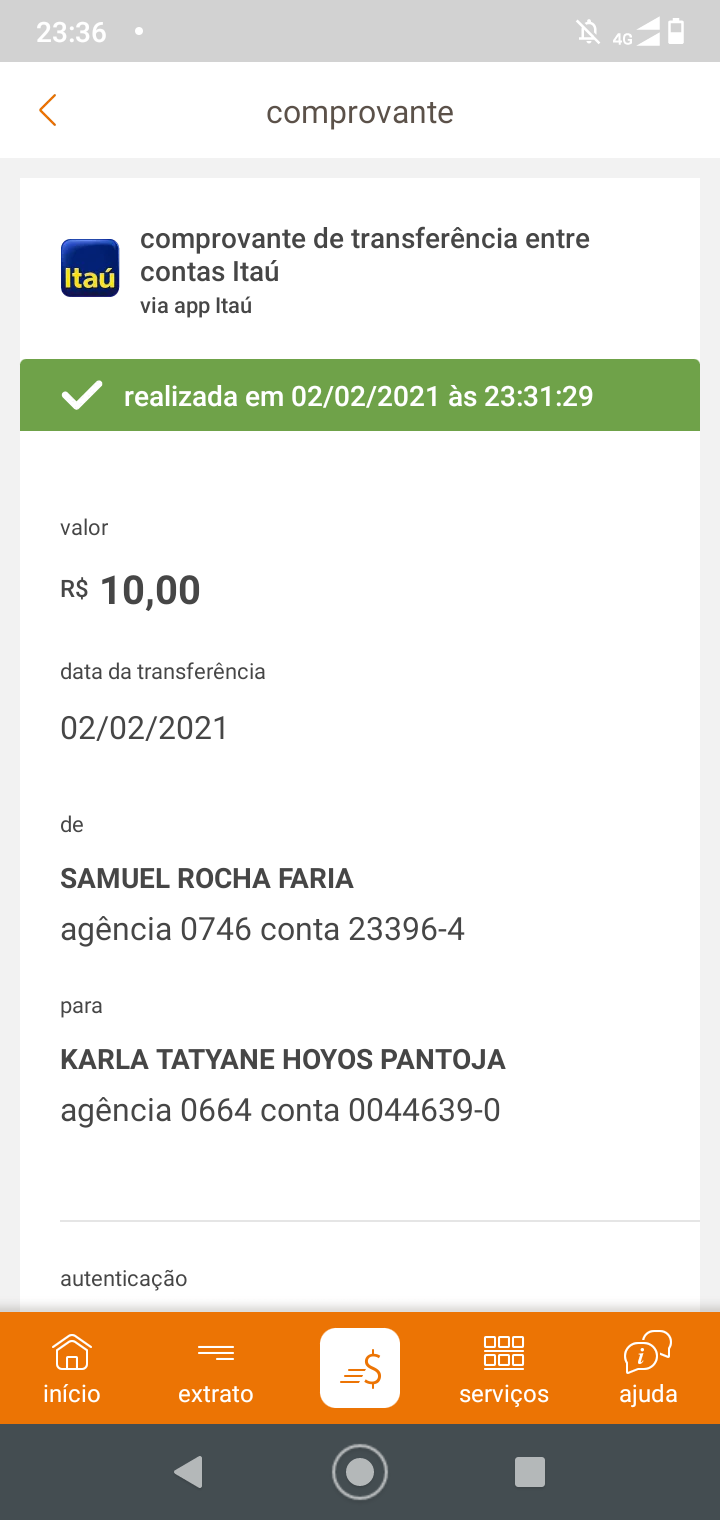 23:36
4G
comprovante
Itaú
comprovante de transferência entre
contas Itaú
via app Itaú
realizada em 02/02/2021 às 23:31:29
valor
R$ 10,00
data da transferência
02/02/2021
de
SAMUEL ROCHA FARIA
agência 0746 conta 23396-4
para
KARLA TATYANE HOYOS PANTOJA
agência 0664 conta 0044639-0
autenticação
início
extrato
serviços
ajuda